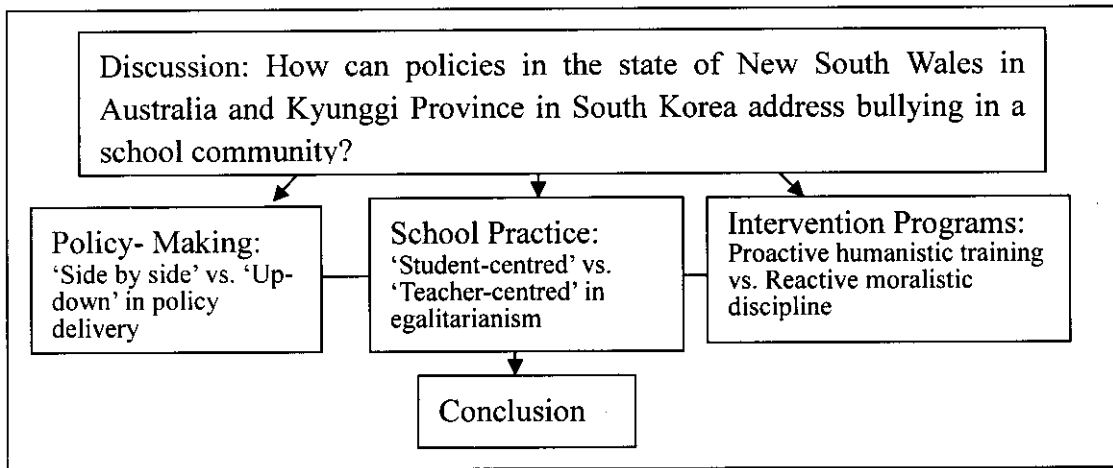 Discussion: How can policies in the state of New South Wales in
Australia and Kyunggi Province in South Korea address bullying in a
school community?
Policy- Making:
‘Side by side’ vs. ‘Up-
down’ in policy
delivery
School Practice:
‘Student-centred’ vs.
‘Teacher-centred’ in
egalitarianism
Intervention Programs:
Proactive humanistic training
vs. Reactive moralistic
discipline
Conclusion